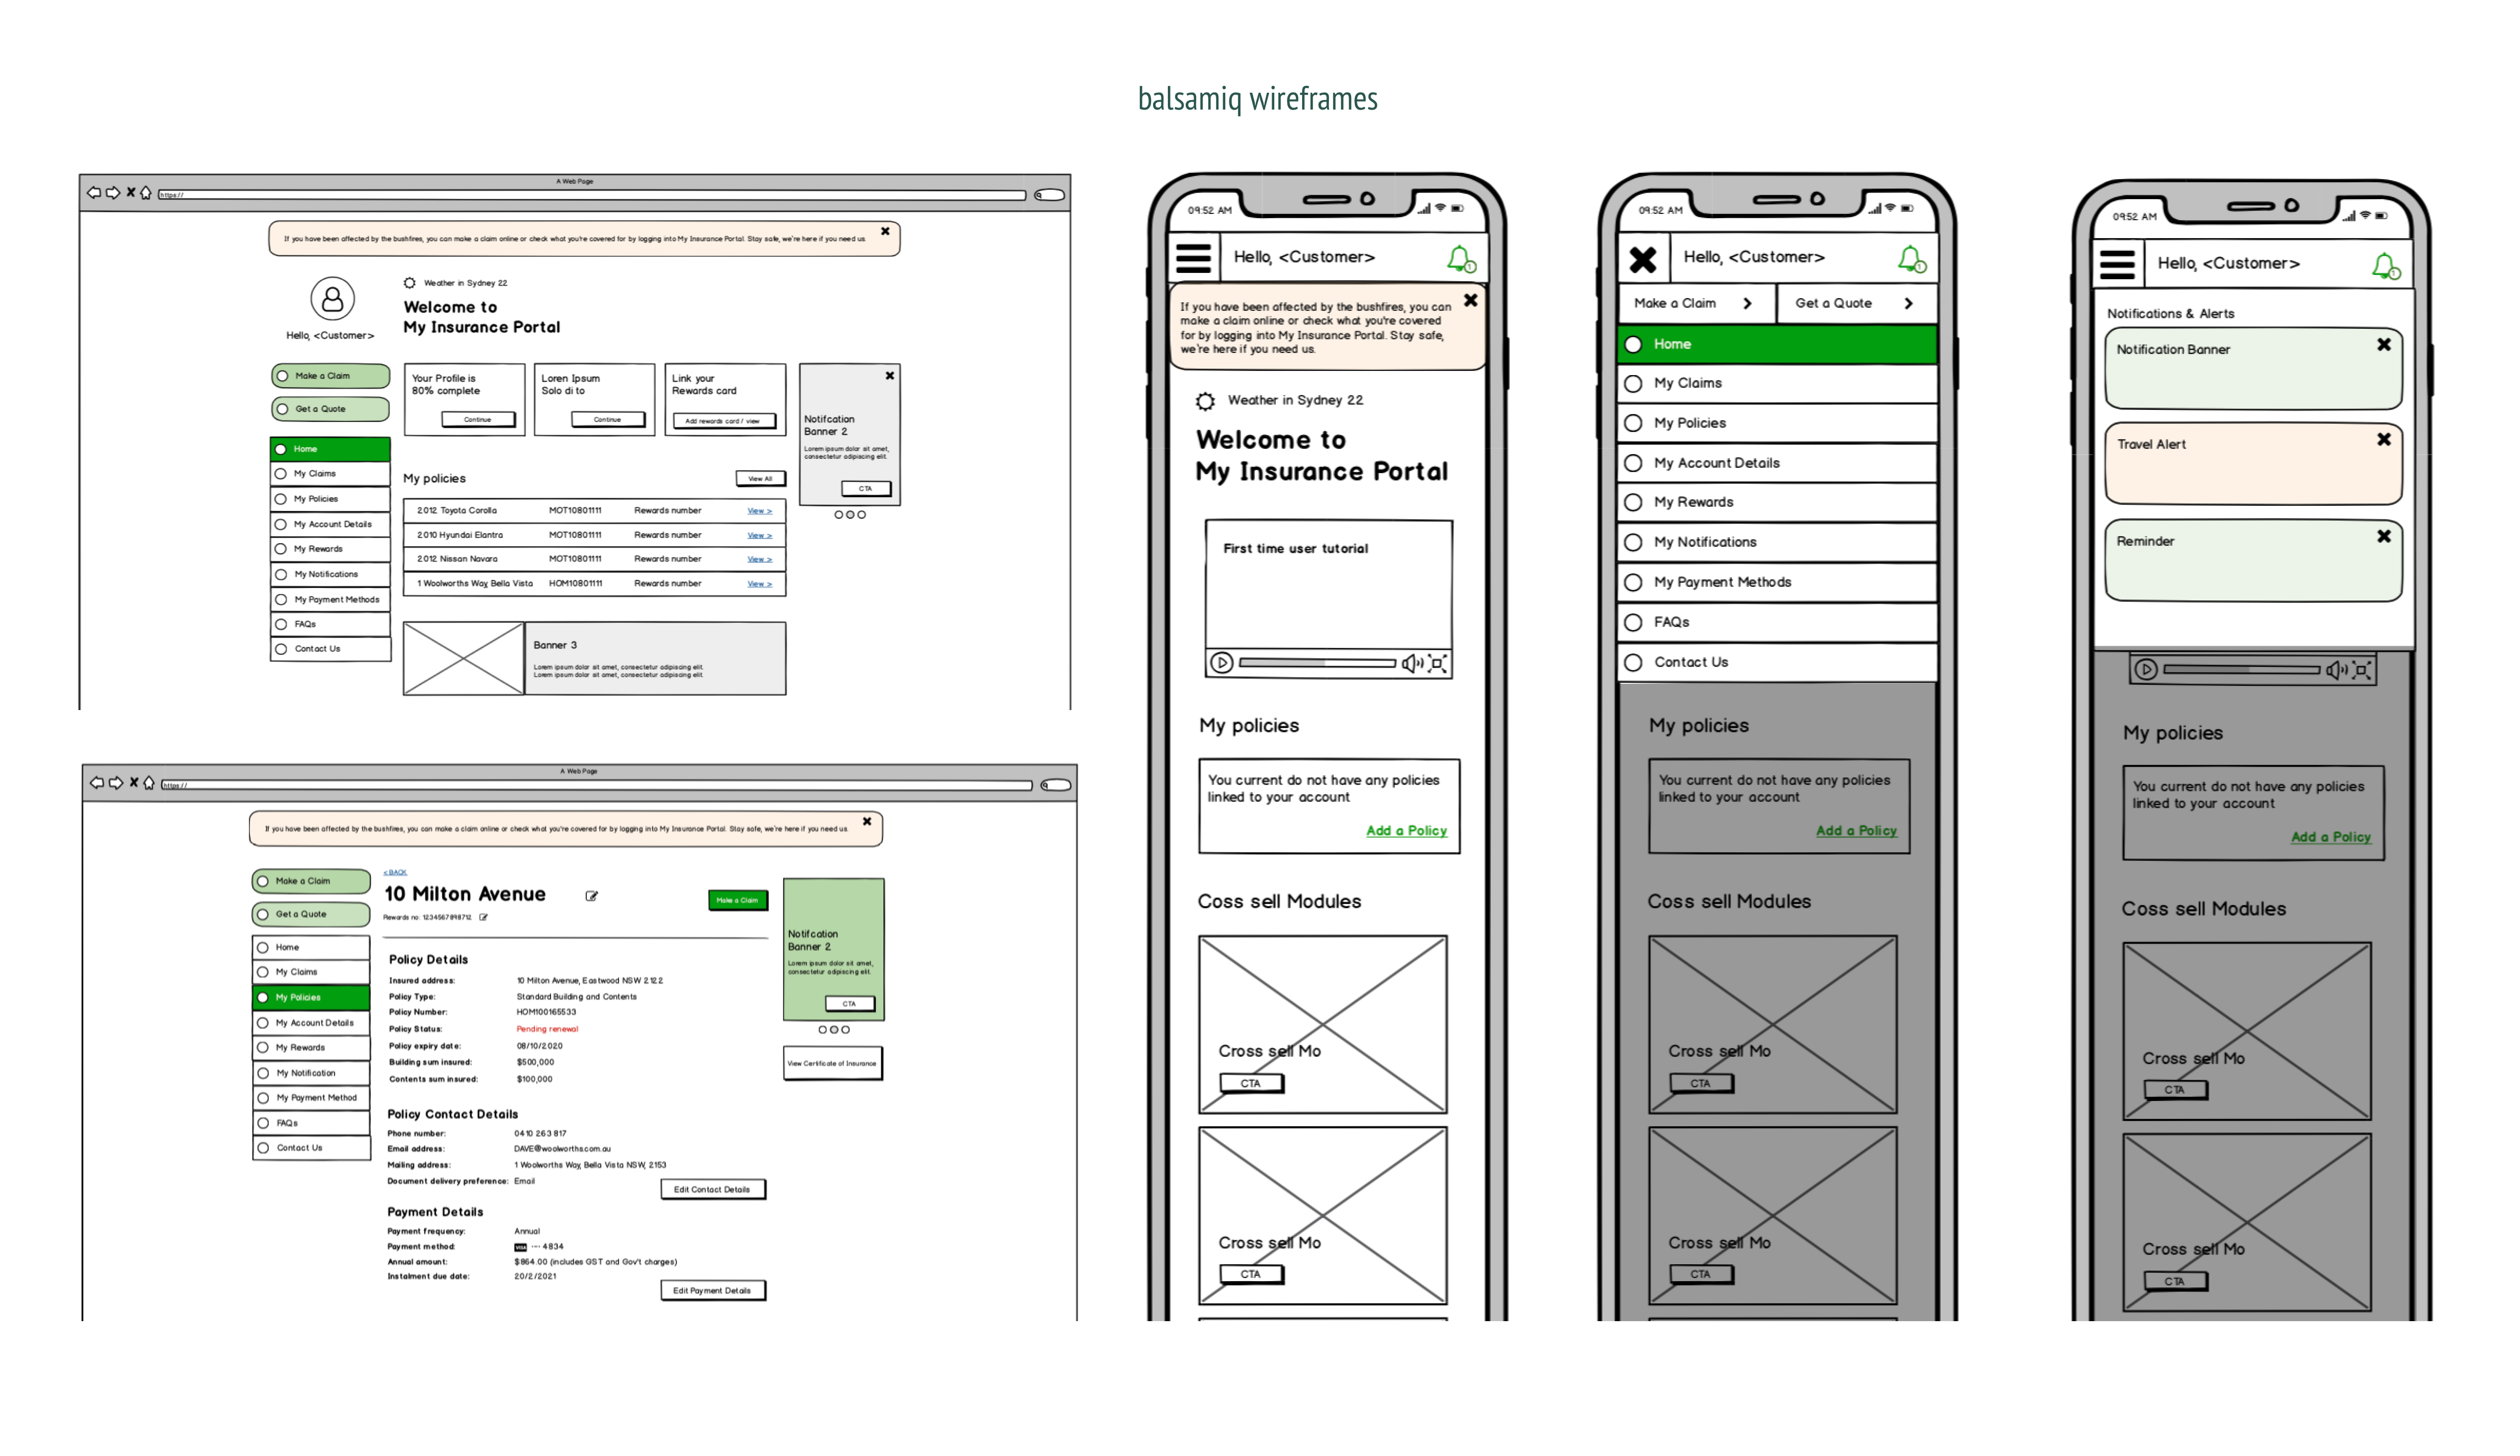 balsamiq wireframes
A Web Page
https://
If you have been affected by the bushfires, you can make a claim online or check what you're covered for by logging into My Insurance Portal. Stay safe, we're here if you need us.
Hello, <Customer>
Make a Claim
Get a Quote
Home
My Claims
My Policies
My Account Details
My Rewards
My Notifications
My Payment Methods
FAQs
Contact Us
Weather in Sydney 22
Welcome to
My Insurance Portal
Your Profile is
80% complete
Continue
Loren Ipsum
Solo di to
Continue
Link your
Rewards card
Add rewards card / view
Notifcation
Banner 2
Lorem ipsum dolor sit amet,
consectetur adipiscing elit.
CTA
My policies
View All
2012 Toyota Corolla MOT10801111 Rewards number View >
2010 Hyundai Elantra MOT10801111 Rewards number View >
2012 Nissan Navara MOT10801111 Rewards number View >
1 Woolworths Way, Bella Vista HOM10801111 Rewards number View >
Banner 3
Lorem ipsum dolor sit amet, consectetur adipiscing elit.
Lorem ipsum dolor sit amet, consectetur adipiscing elit.
A Web Page
https://
If you have been affected by the bushfires, you can make a claim online or check what you're covered for by logging into My Insurance Portal. Stay safe, we're here if you need us.
Make a Claim
Get a Quote
Home
My Claims
My Policies
My Account Details
My Rewards
My Notification
My Payment Method
FAQs
Contact Us
< BACK
10 Milton Avenue
Make a Claim
Policy Details
Insured address: 10 Milton Avenue, Eastwood NSW 2122
Policy Type: Standard Building and Contents
Policy Number: HOM100165533
Policy Status: Pending renewal
Policy expiry date: 08/10/2020
Building sum insured: $500,000
Contents sum insured: $100,000
Policy Contact Details
Phone number: 0410 263 817
Email address: DAVE@woolworths.com.au
Mailing address: 1 Woolworths Way, Bella Vista NSW, 2153
Document delivery preference: Email
Edit Contact Details
Payment Details
Payment frequency: Annual
Payment method: VISA ···· 4834
Annual amount: $864.00 (includes GST and Gov't charges)
Instalment due date: 20/2/2021
Edit Payment Details
Notifcation
Banner 2
Lorem ipsum dolor sit amet,
consectetur adipiscing elit.
CTA
View Certificate of Insurance
09:52 AM
Hello, <Customer>
1
If you have been affected by the bushfires, you can
make a claim online or check what you're covered
for by logging into My Insurance Portal. Stay safe,
we're here if you need us.
Weather in Sydney 22
Welcome to
My Insurance Portal
First time user tutorial
My policies
You current do not have any policies
linked to your account
Add a Policy
Coss sell Modules
Cross sell Mo
CTA
Cross sell Mo
CTA
09:52 AM
Hello, <Customer>
1
Make a Claim
Get a Quote
Home
My Claims
My Policies
My Account Details
My Rewards
My Notifications
My Payment Methods
FAQs
Contact Us
My policies
You current do not have any policies
linked to your account
Add a Policy
Coss sell Modules
Cross sell Mo
CTA
Cross sell Mo
CTA
09:52 AM
Hello, <Customer>
1
Notifications & Alerts
Notification Banner
Travel Alert
Reminder
My policies
You current do not have any policies
linked to your account
Add a Policy
Coss sell Modules
Cross sell Mo
CTA
Cross sell Mo
CTA